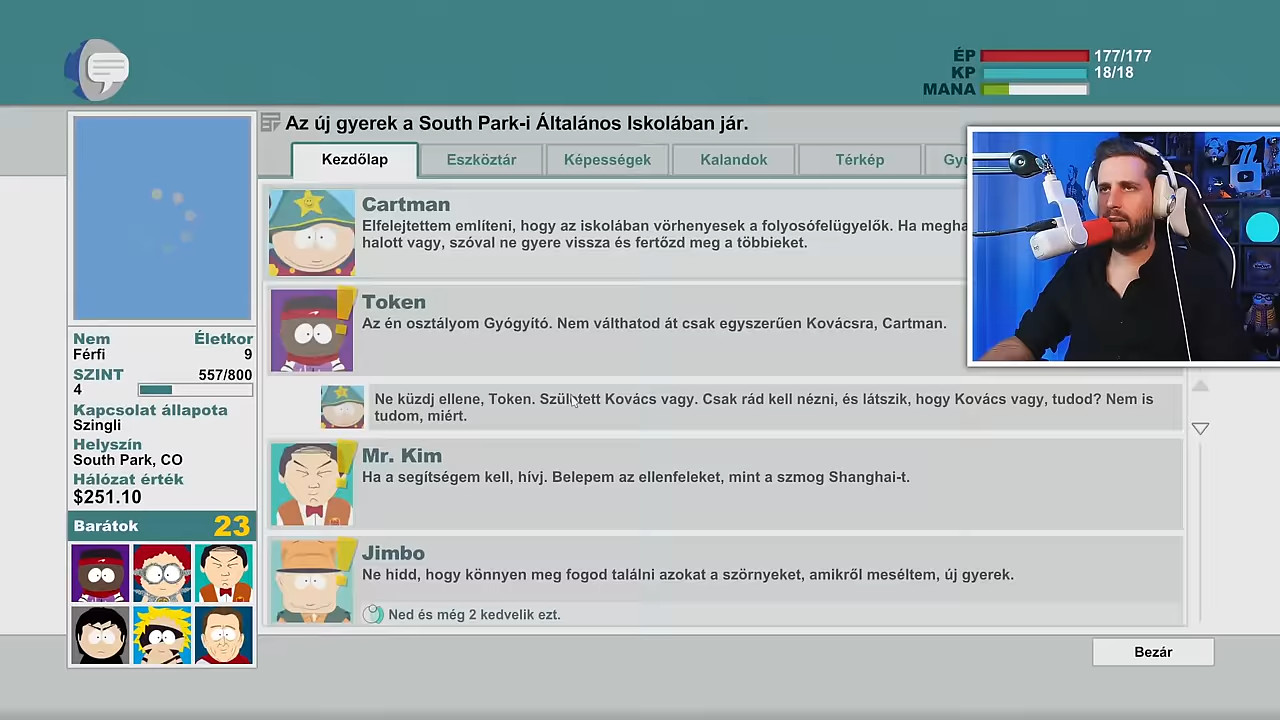 ÉP 177/177
KP 18/18
MANA
Az új gyerek a South Park-i Általános Iskolában jár.
Kezdőlap Eszköztár Képességek Kalandok Térkép
Cartman
Elfelejtettem említeni, hogy az iskolában vörhenyesek a folyosófelügyelők. Ha
halott vagy, szóval ne gyere vissza és fertőzd meg a többieket.
Token
Az én osztályom Gyógyító. Nem válthatod át csak egyszerűen Kovácsra, Cartman.
Ne küzdj ellene, Token. Született Kovács vagy. Csak rád kell nézni, és látszik, hogy Kovács vagy, tudod? Nem is
tudom, miért.
Mr. Kim
Ha a segítségem kell, hívj. Belepem az ellenfeleket, mint a szmog Shanghai-t.
Jimbo
Ne hidd, hogy könnyen meg fogod találni azokat a szörnyeket, amikről meséltem, új gyerek.
Ned és még 2 kedvelik ezt.
Nem Életkor
Férfi 9
SZINT 557/800
4
Kapcsolat állapota
Szingli
Helyszín
South Park, CO
Hálózat érték
$251.10
Barátok 23
Bezár